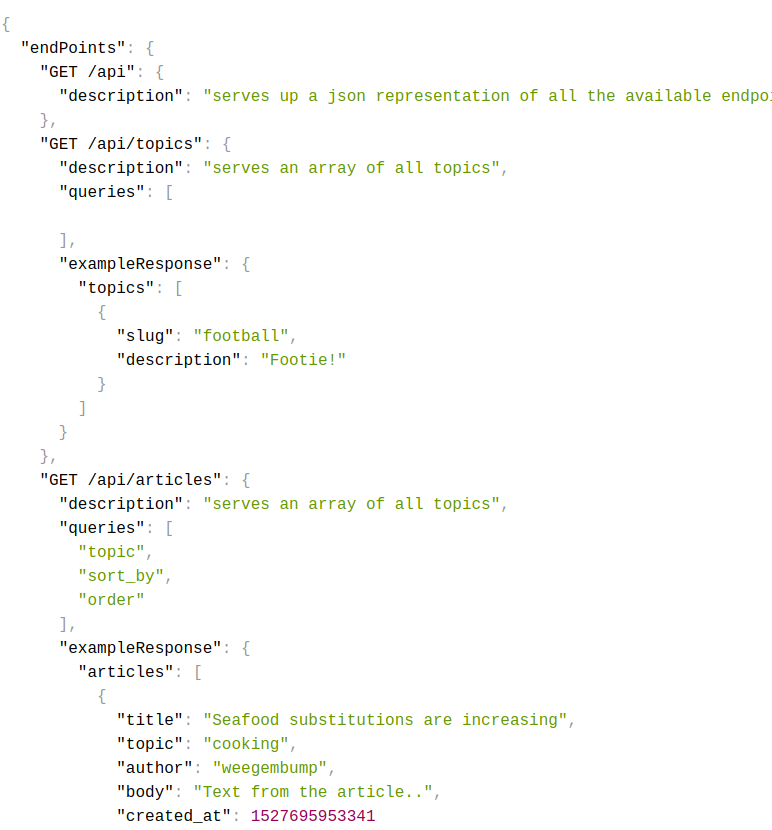 {
  "endPoints": {
    "GET /api": {
      "description": "serves up a json representation of all the available
    },
    "GET /api/topics": {
      "description": "serves an array of all topics",
      "queries": [

      ],
      "exampleResponse": {
        "topics": [
          {
            "slug": "football",
            "description": "Footie!"
          }
        ]
      }
    },
    "GET /api/articles": {
      "description": "serves an array of all topics",
      "queries": [
        "topic",
        "sort_by",
        "order"
      ],
      "exampleResponse": {
        "articles": [
          {
            "title": "Seafood substitutions are increasing",
            "topic": "cooking",
            "author": "weegembump",
            "body": "Text from the article..",
            "created_at": 1527695953341